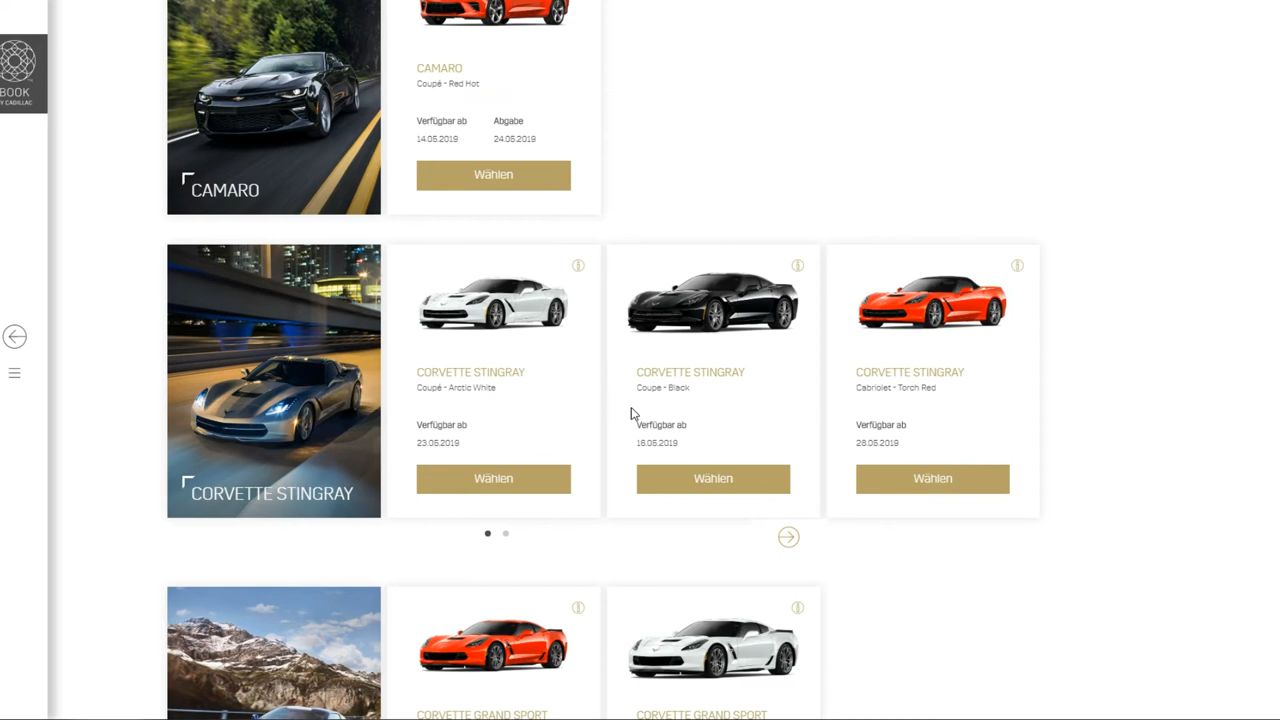 BOOK
Y CADILLAC
CAMARO
CAMARO
Coupé - Red Hot
Verfügbar ab Abgabe
14.05.2019 24.05.2019
Wählen
CORVETTE STINGRAY
CORVETTE STINGRAY
Coupé - Arctic White
Verfügbar ab
23.05.2019
Wählen
CORVETTE STINGRAY
Coupe - Black
Verfügbar ab
16.05.2019
Wählen
CORVETTE STINGRAY
Cabriolet - Torch Red
Verfügbar ab
28.05.2019
Wählen
CORVETTE GRAND SPORT
CORVETTE GRAND SPORT